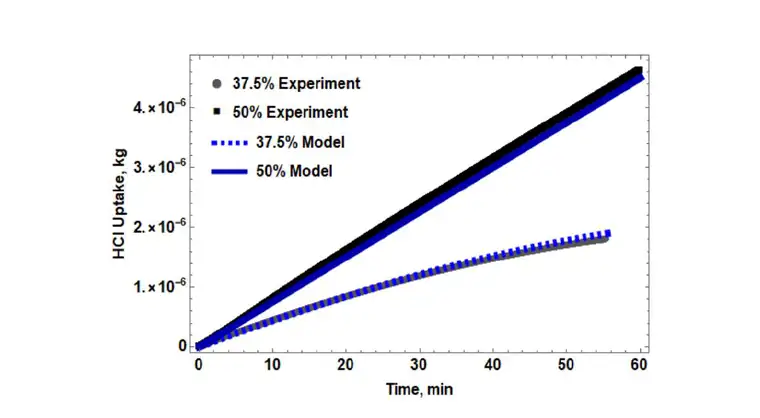 37.5% Experiment
50% Experiment
37.5% Model
50% Model
HCl Uptake, kg
4.×10⁻⁶
3.×10⁻⁶
2.×10⁻⁶
1.×10⁻⁶
0
0 10 20 30 40 50 60
Time, min